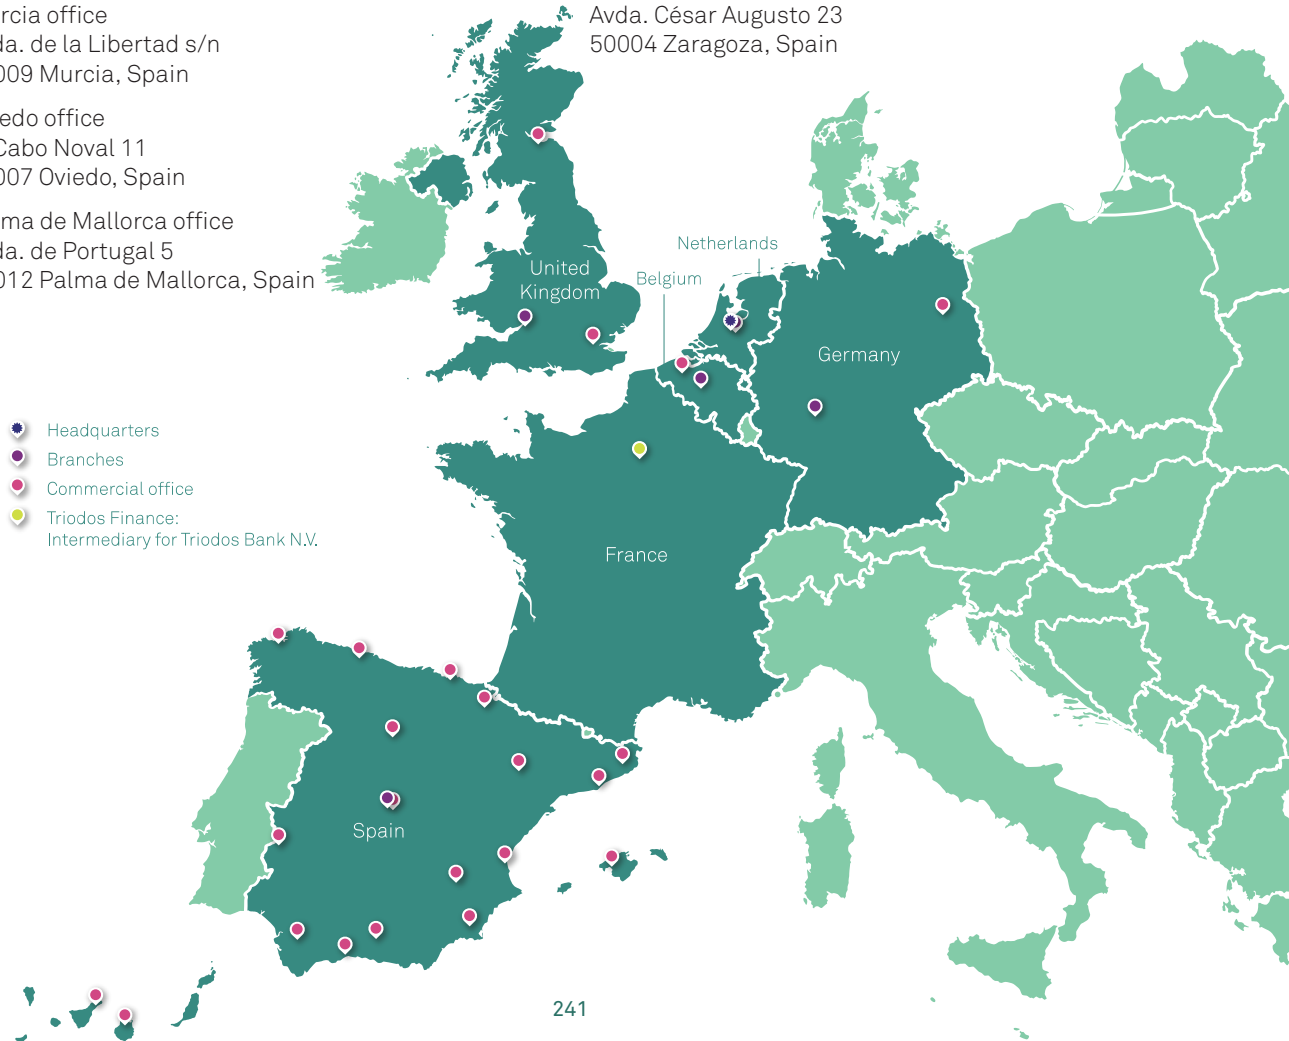 rcia office
da. de la Libertad s/n
009 Murcia, Spain
edo office
Cabo Noval 11
007 Oviedo, Spain
ma de Mallorca office
da. de Portugal 5
012 Palma de Mallorca, Spain
Avda. César Augusto 23
50004 Zaragoza, Spain
Netherlands
Belgium
United
Kingdom
Germany
Headquarters
Branches
Commercial office
Triodos Finance:
Intermediary for Triodos Bank N.V.
France
Spain
241